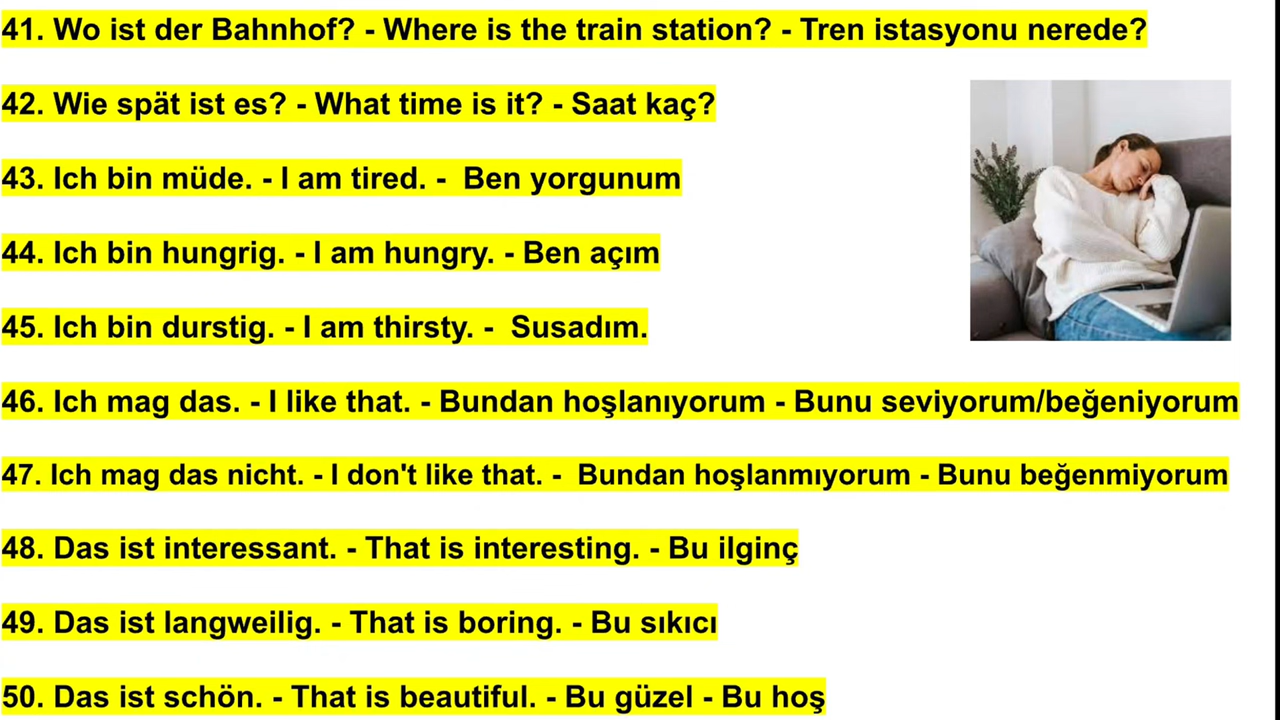 41. Wo ist der Bahnhof? - Where is the train station? - Tren istasyonu nerede?
42. Wie spät ist es? - What time is it? - Saat kaç?
43. Ich bin müde. - I am tired. -  Ben yorgunum
44. Ich bin hungrig. - I am hungry. - Ben açım
45. Ich bin durstig. - I am thirsty. -  Susadım.
46. Ich mag das. - I like that. - Bundan hoşlanıyorum - Bunu seviyorum/beğeniyorum
47. Ich mag das nicht. - I don't like that. -  Bundan hoşlanmıyorum - Bunu beğenmiyorum
48. Das ist interessant. - That is interesting. - Bu ilginç
49. Das ist langweilig. - That is boring. - Bu sıkıcı
50. Das ist schön. - That is beautiful. - Bu güzel - Bu hoş